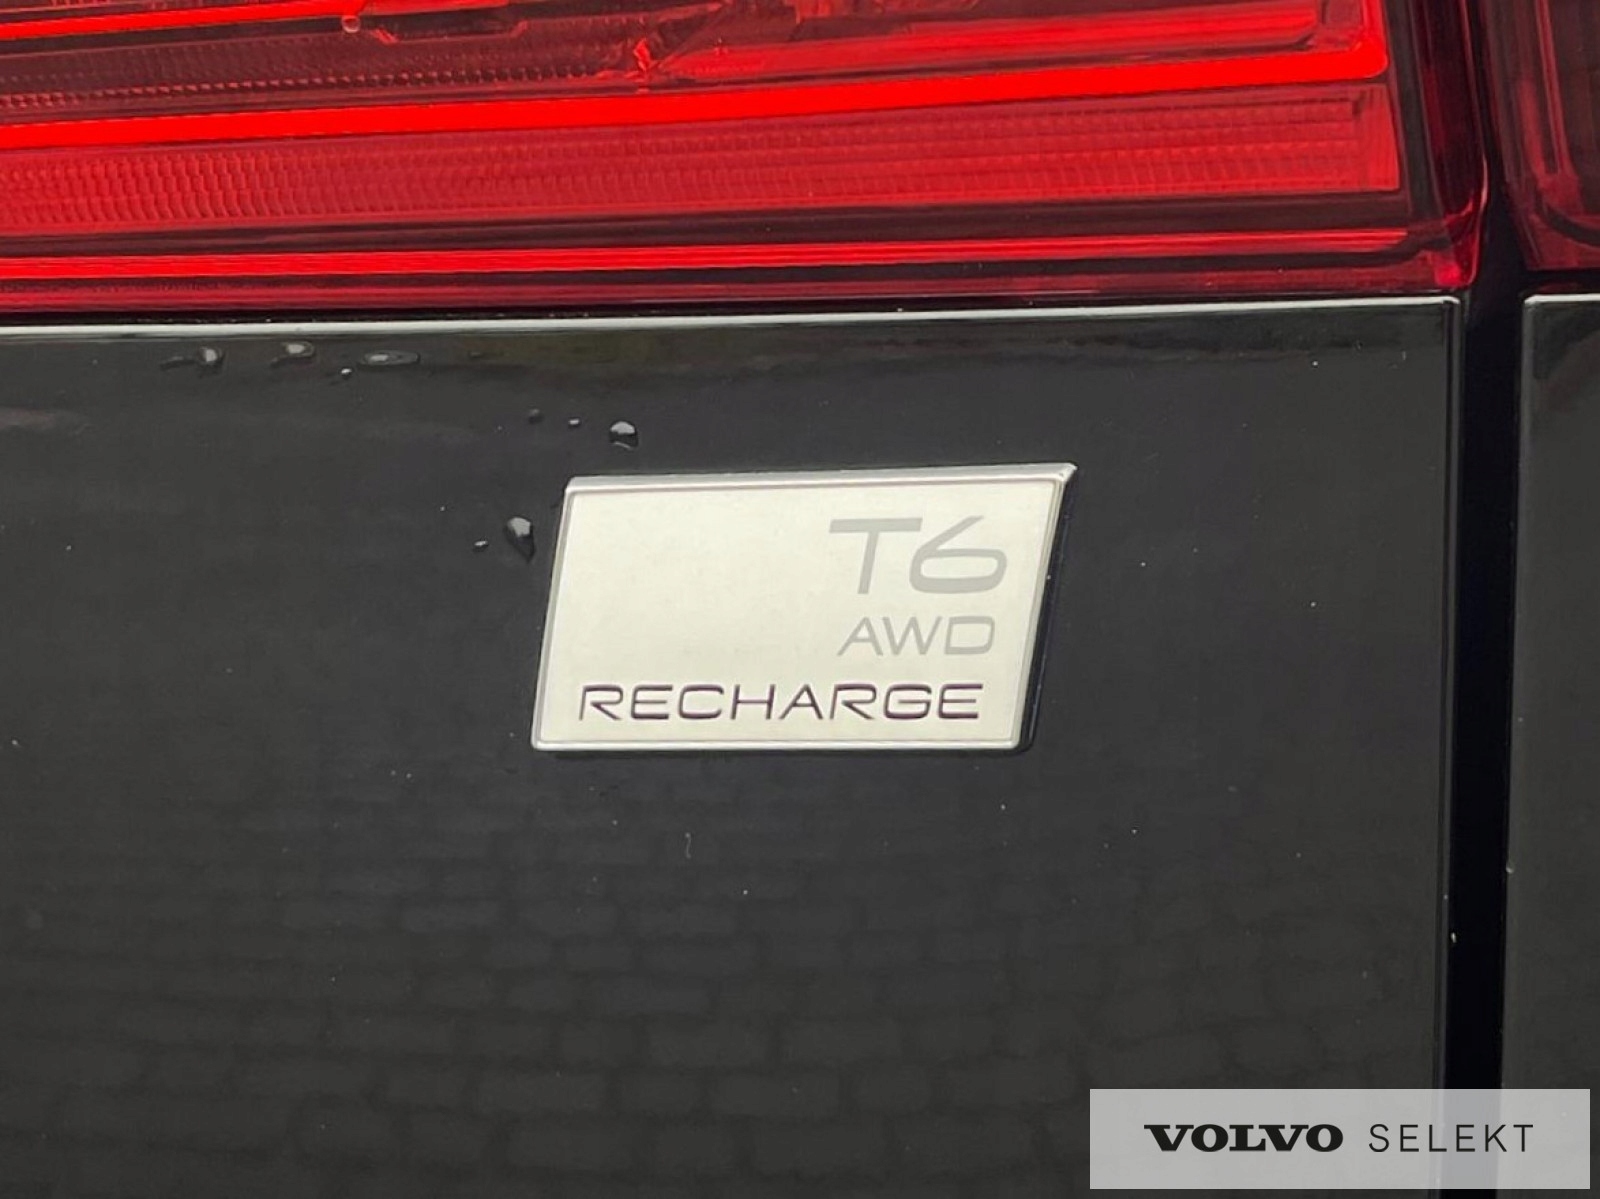 T6
AWD
RECHARGE
VOLVO SELEKT